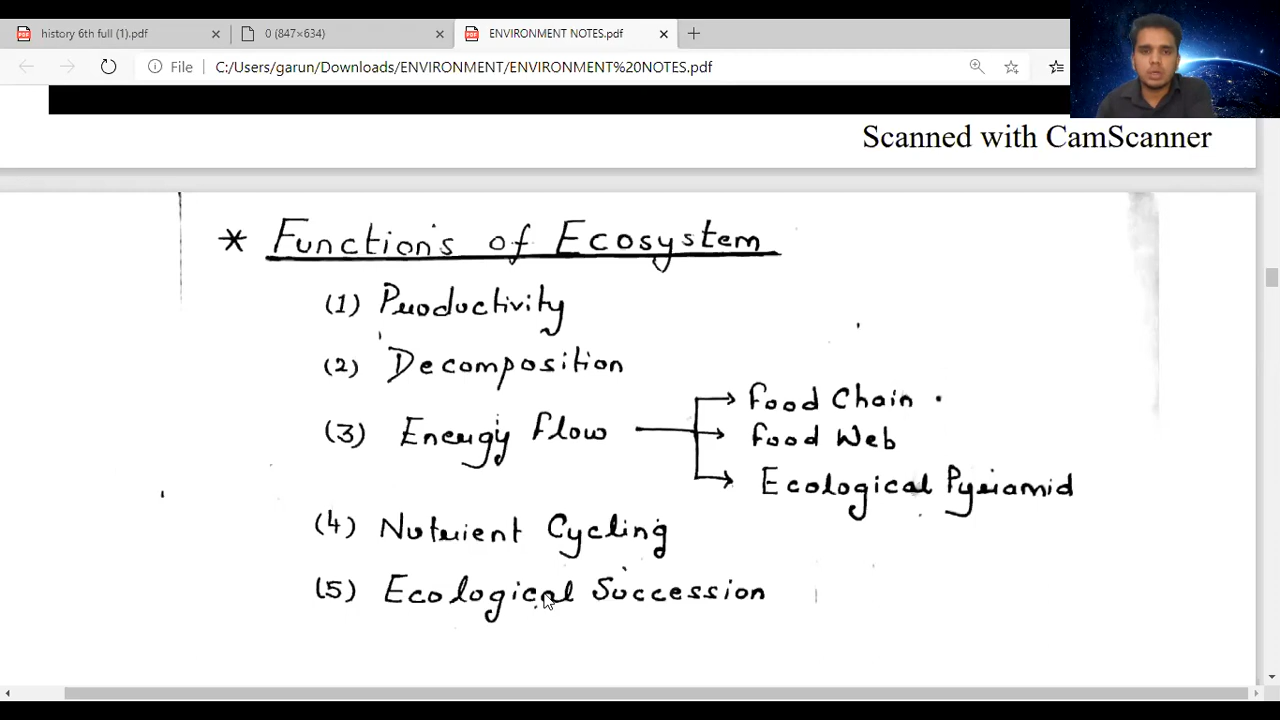 history 6th full (1).pdf
0 (847×634)
ENVIRONMENT NOTES.pdf
File
C:/Users/garun/Downloads/ENVIRONMENT/ENVIRONMENT%20NOTES.pdf
Scanned with CamScanner
* Function's of Ecosystem
(1) Productivity
(2) Decomposition
(3) Energy flow
food Chain
food Web
Ecological Pyramid
(4) Nutrient Cycling
(5) Ecological Succession